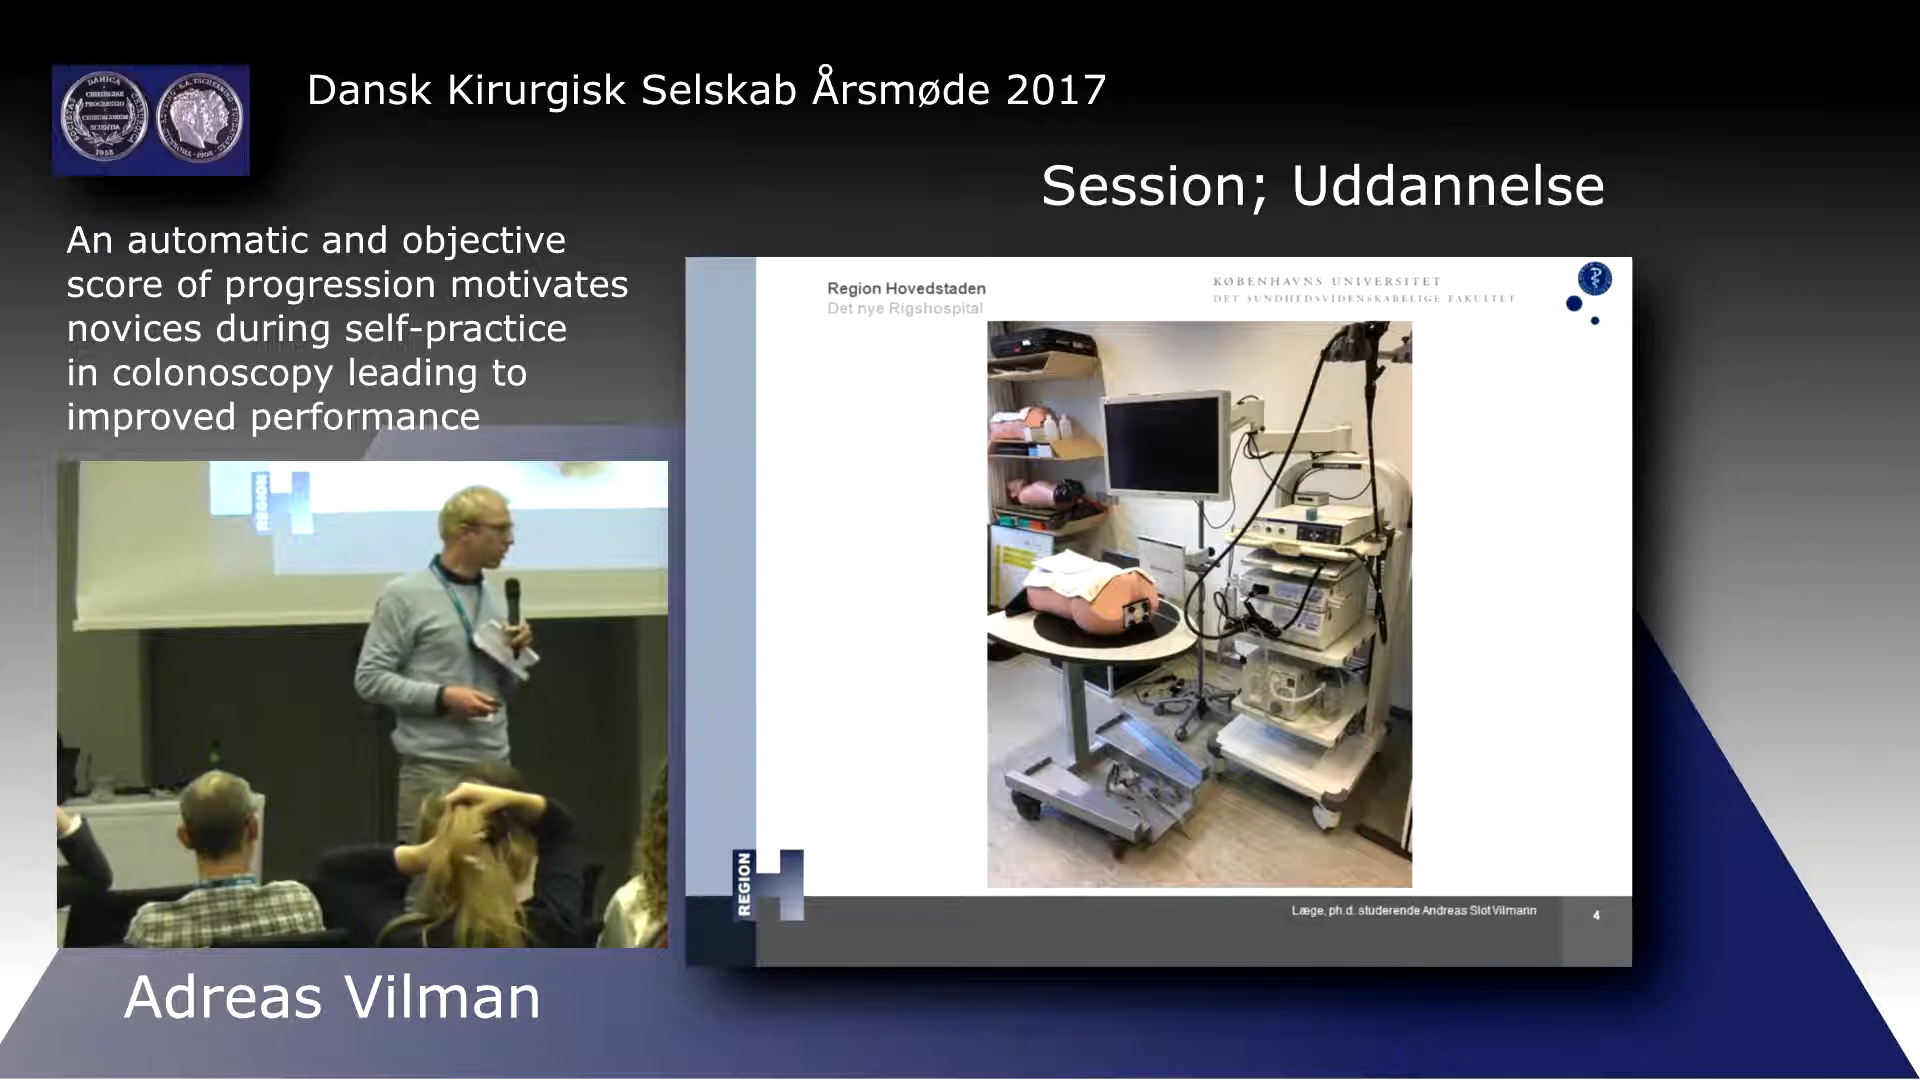 Dansk Kirurgisk Selskab Årsmøde 2017
Session; Uddannelse
An automatic and objective
score of progression motivates
novices during self-practice
in colonoscopy leading to
improved performance
Region Hovedstaden
Det nye Rigshospital
KØBENHAVNS UNIVERSITET
DET SUNDHEDSVIDENSKABELIGE FAKULTET
REGION
REGION
Læge, ph.d. studerende Andreas Slot Vilmann
4
Adreas Vilman